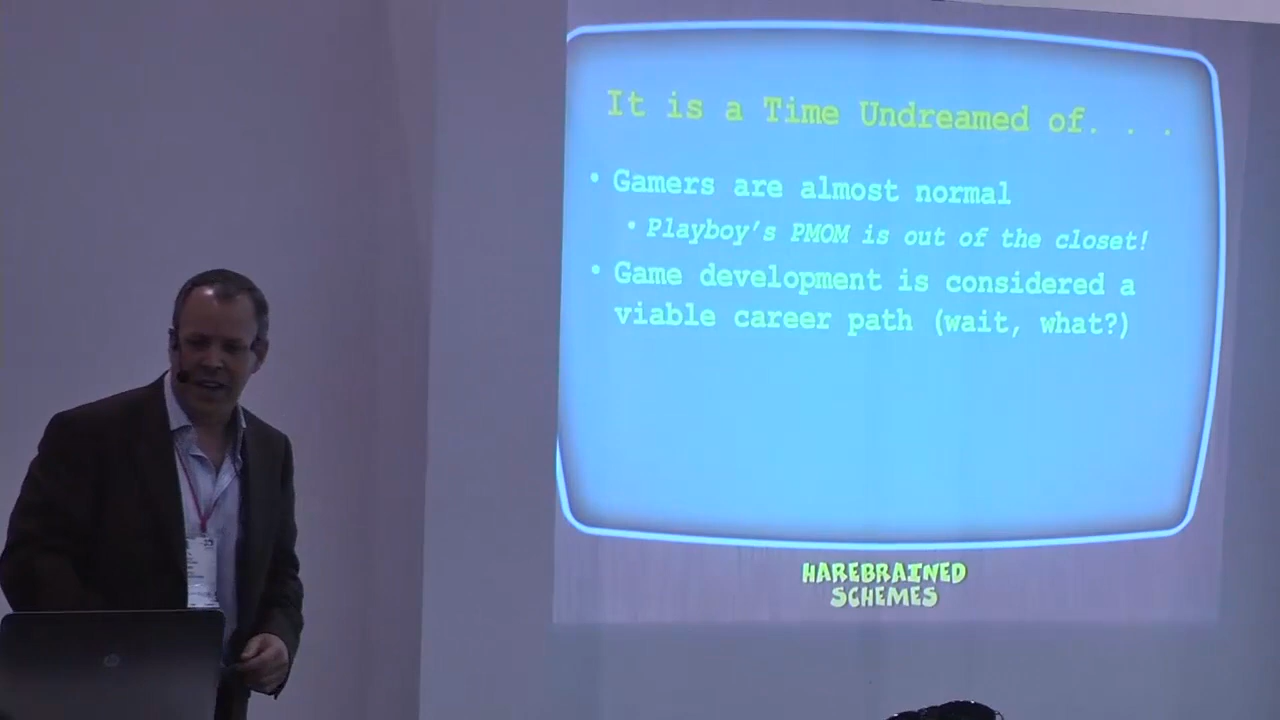 It is a Time Undreamed of. . .
• Gamers are almost normal
• Playboy's PMOM is out of the closet!
• Game development is considered a
viable career path (wait, what?)
HAREBRAINED
SCHEMES
hp